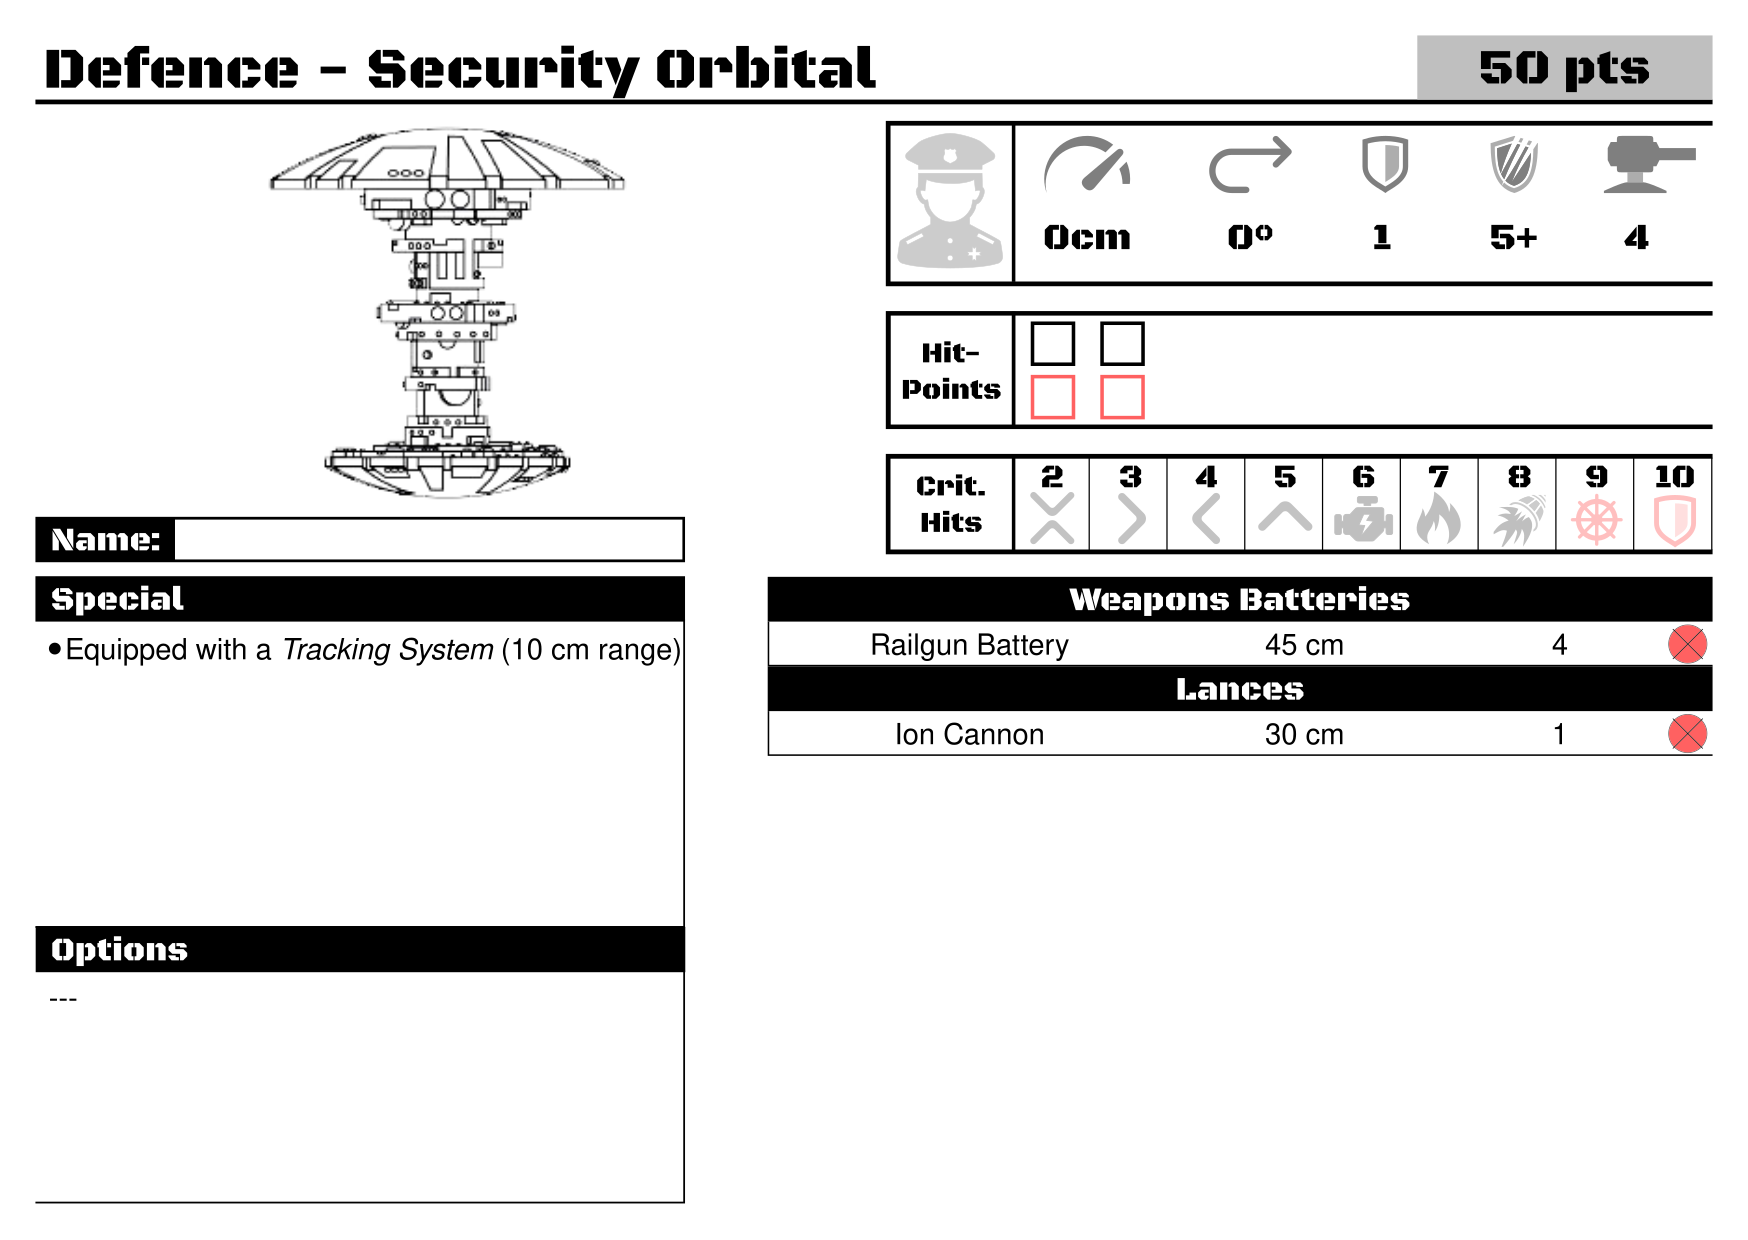 Defence - Security Orbital
50 pts
0cm 0° 1 5+ 4
Hit-
Points
Crit.
Hits
2 3 4 5 6 7 8 9 10
Name:
Special
• Equipped with a Tracking System (10 cm range)
Options
---
Weapons Batteries
Railgun Battery 45 cm 4
Lances
Ion Cannon 30 cm 1